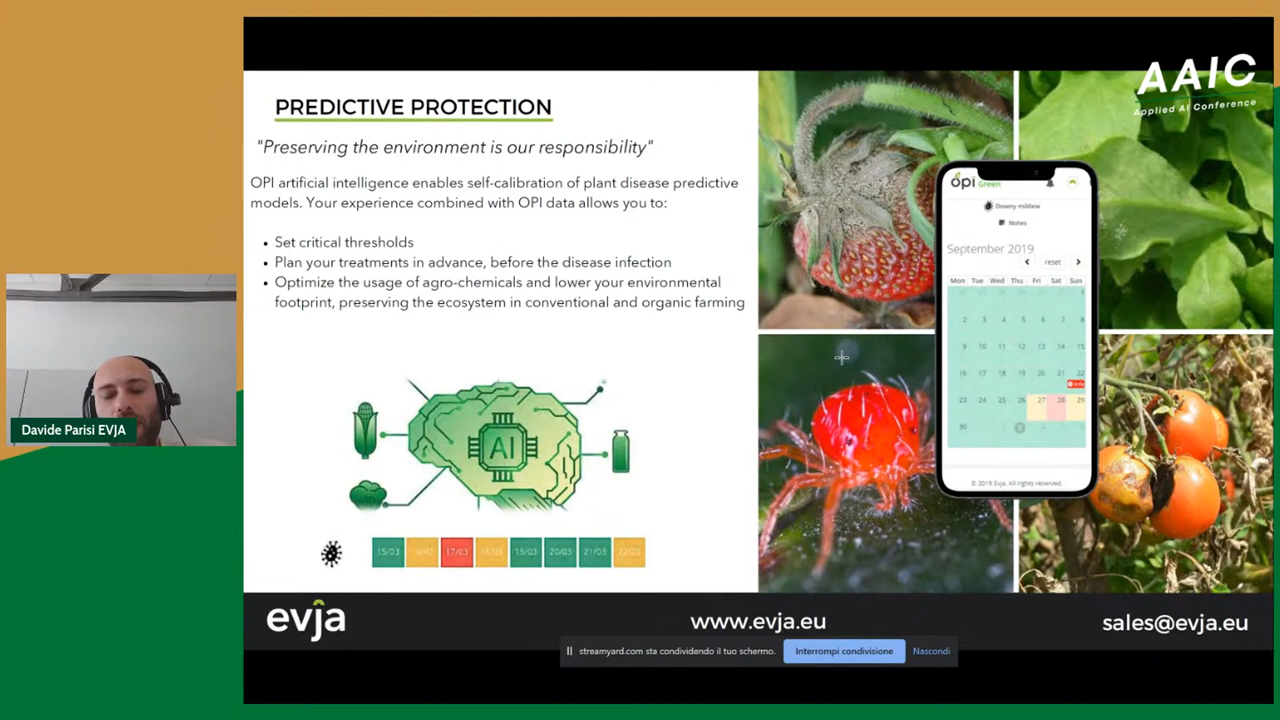 AAIC
Applied AI Conference
PREDICTIVE PROTECTION
"Preserving the environment is our responsibility"
OPI artificial intelligence enables self-calibration of plant disease predictive
models. Your experience combined with OPI data allows you to:
• Set critical thresholds
• Plan your treatments in advance, before the disease infection
• Optimize the usage of agro-chemicals and lower your environmental
footprint, preserving the ecosystem in conventional and organic farming
AI
15/03 17/03 19/03 20/03 21/03 22/03
opi Green
Downy mildew
Notes
September 2019
reset
Mon Tue Wed Thu Fri Sat Sun
1
2 3 4 5 6 7 8
9 10 11 12 13 14 15
16 17 18 19 20 21 22
23 24 25 26 27 28 29
30
© 2019 Evja. All rights reserved.
Davide Parisi EVJA
evja
www.evja.eu
sales@evja.eu
streamyard.com sta condividendo il tuo schermo.
Interrompi condivisione
Nascondi